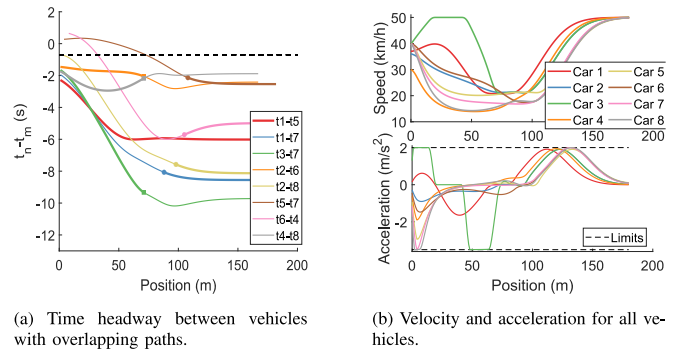 2
0
-2
-4
-6
-8
-10
-12
t_n-t_m (s)
t1-t5
t1-t7
t3-t7
t2-t6
t2-t8
t5-t7
t6-t4
t4-t8
0 50 100 150 200
Position (m)
50
40
30
20
10
Speed (km/h)
Car 1 Car 5
Car 2 Car 6
Car 3 Car 7
Car 4 Car 8
0 50 100 150 200
2
0
-2
Acceleration (m/s²)
Limits
0 50 100 150 200
Position (m)
(a) Time headway between vehicles
with overlapping paths.
(b) Velocity and acceleration for all ve-
hicles.